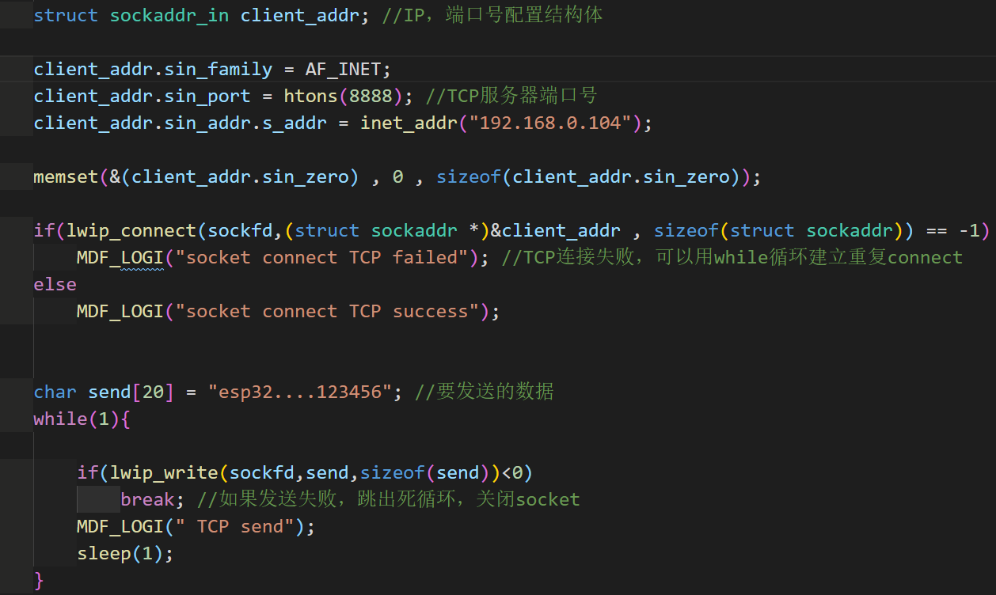 struct sockaddr_in client_addr; //IP，端口号配置结构体
client_addr.sin_family = AF_INET;
client_addr.sin_port = htons(8888); //TCP服务器端口号
client_addr.sin_addr.s_addr = inet_addr("192.168.0.104");
memset(&(client_addr.sin_zero) , 0 , sizeof(client_addr.sin_zero));
if(lwip_connect(sockfd,(struct sockaddr *)&client_addr , sizeof(struct sockaddr)) == -1)
MDF_LOGI("socket connect TCP failed"); //TCP连接失败，可以用while循环建立重复connect
else
MDF_LOGI("socket connect TCP success");
char send[20] = "esp32....123456"; //要发送的数据
while(1){
if(lwip_write(sockfd,send,sizeof(send))<0)
break; //如果发送失败，跳出死循环，关闭socket
MDF_LOGI(" TCP send");
sleep(1);
}